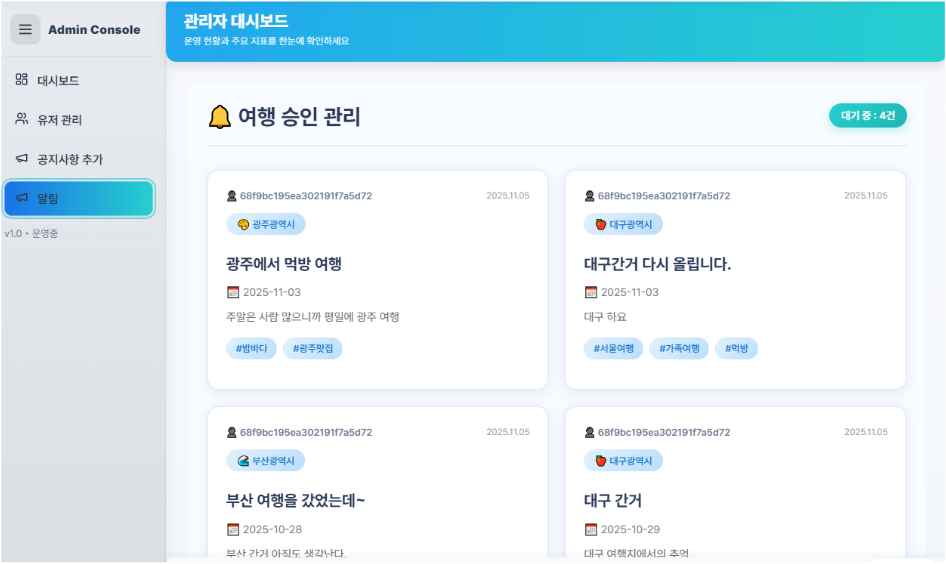 Admin Console
대시보드
유저 관리
공지사항 추가
알림
v1.0 • 운영중
관리자 대시보드
운영 현황과 주요 지표를 한눈에 확인하세요
여행 승인 관리
대기 중 : 4건
68f9bc195ea302191f7a5d72
2025.11.05
광주광역시
광주에서 먹방 여행
2025-11-03
주말은 사람 많으니까 평일에 광주 여행
#밤바다 #광주맛집
68f9bc195ea302191f7a5d72
2025.11.05
대구광역시
대구간거 다시 올립니다.
2025-11-03
대구 하요
#서울여행 #가족여행 #먹방
68f9bc195ea302191f7a5d72
2025.11.05
부산광역시
부산 여행을 갔었는데~
2025-10-28
부산 간거 아직도 생각난다.
68f9bc195ea302191f7a5d72
2025.11.05
대구광역시
대구 간거
2025-10-29
대구 여행지에서의 추억